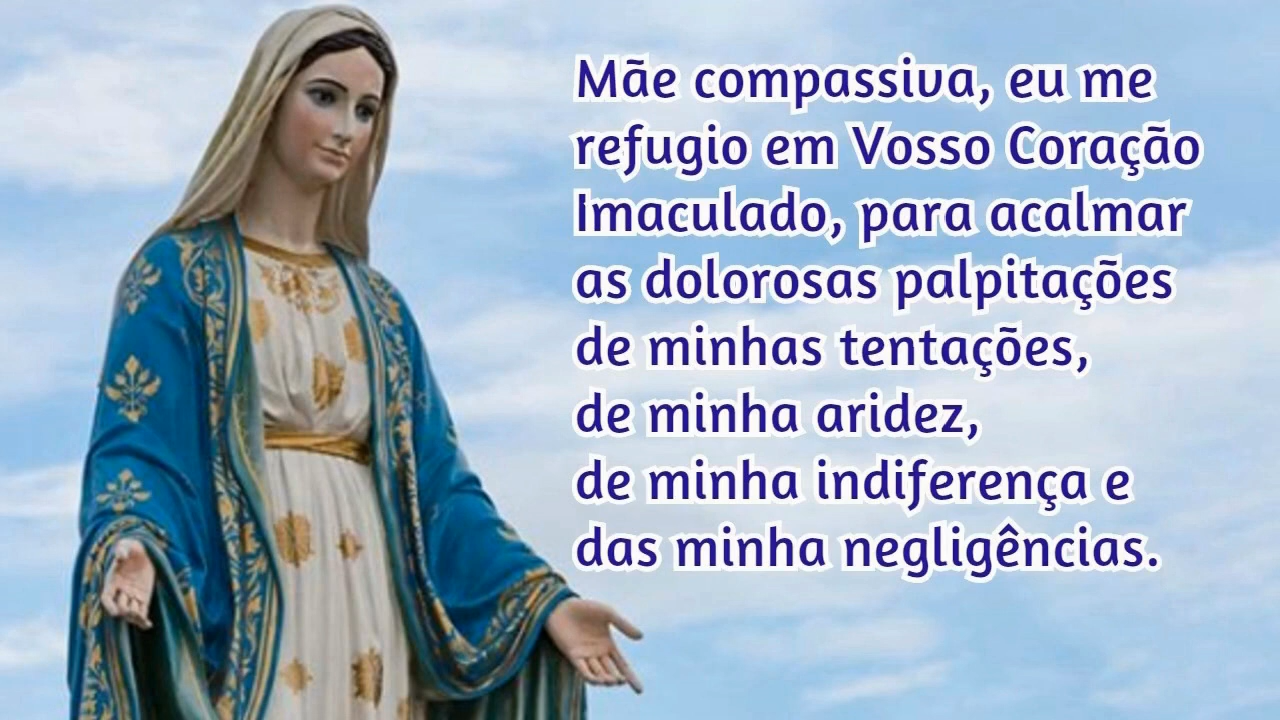 Mãe compassiva, eu me
refugio em Vosso Coração
Imaculado, para acalmar
as dolorosas palpitações
de minhas tentações,
de minha aridez,
de minha indiferença e
das minha negligências.